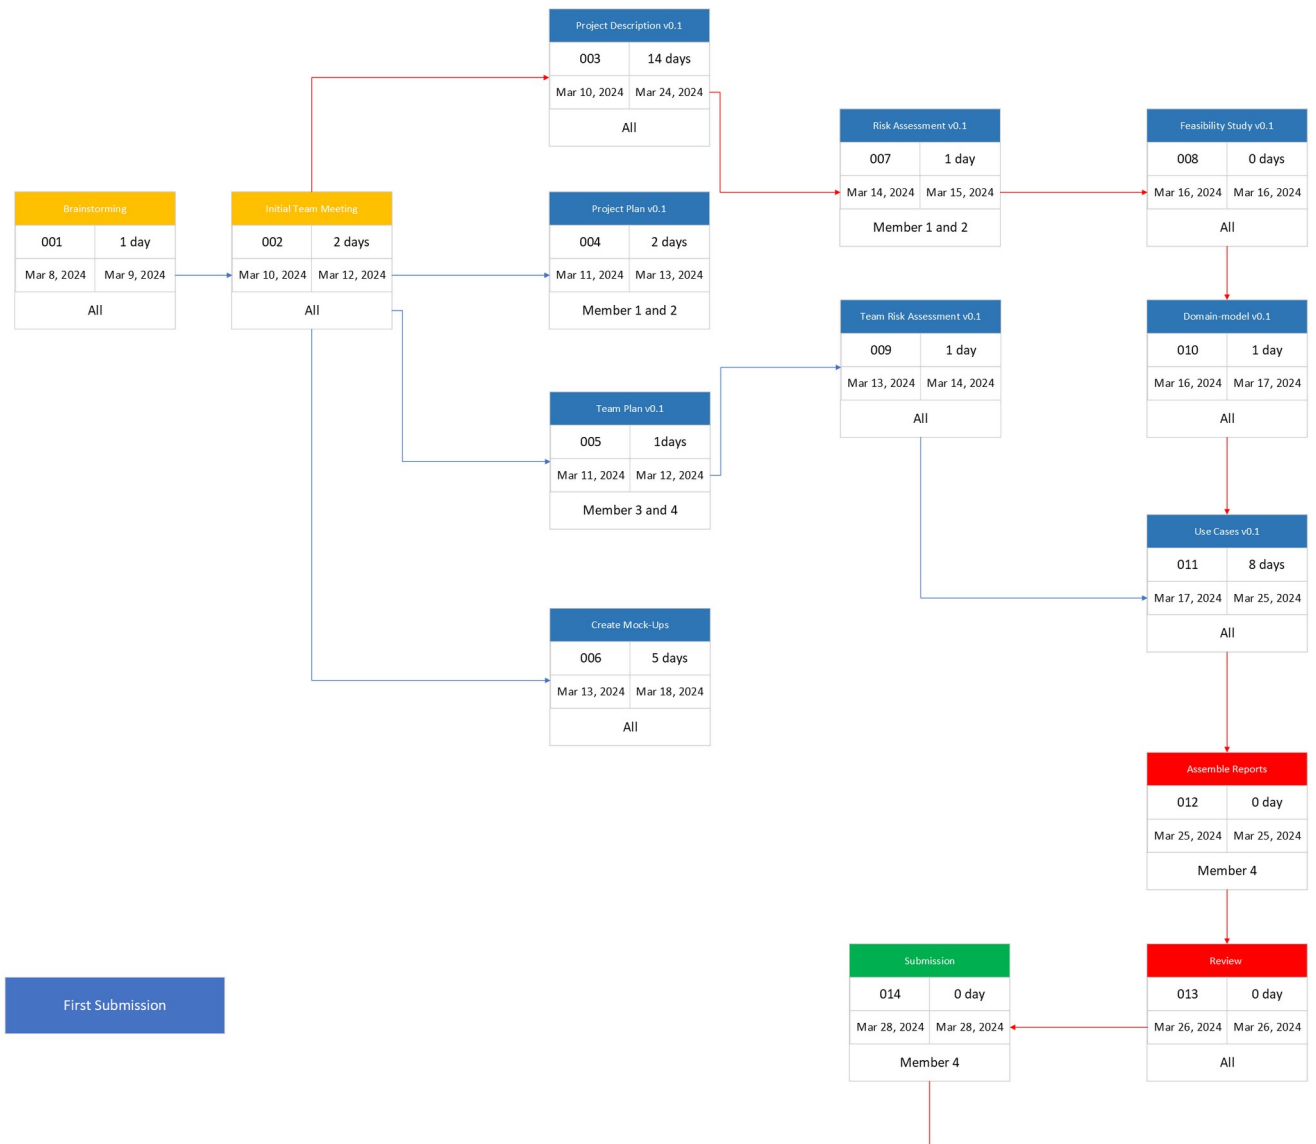 Project Description v0.1
003 14 days
Mar 10, 2024 Mar 24, 2024
All
Risk Assessment v0.1
007 1 day
Mar 14, 2024 Mar 15, 2024
Member 1 and 2
Feasibility Study v0.1
008 0 days
Mar 16, 2024 Mar 16, 2024
All
Brainstorming
001 1 day
Mar 8, 2024 Mar 9, 2024
All
Initial Team Meeting
002 2 days
Mar 10, 2024 Mar 12, 2024
All
Project Plan v0.1
004 2 days
Mar 11, 2024 Mar 13, 2024
Member 1 and 2
Team Risk Assessment v0.1
009 1 day
Mar 13, 2024 Mar 14, 2024
All
Domain-model v0.1
010 1 day
Mar 16, 2024 Mar 17, 2024
All
Team Plan v0.1
005 1days
Mar 11, 2024 Mar 12, 2024
Member 3 and 4
Use Cases v0.1
011 8 days
Mar 17, 2024 Mar 25, 2024
All
Create Mock-Ups
006 5 days
Mar 13, 2024 Mar 18, 2024
All
Assemble Reports
012 0 day
Mar 25, 2024 Mar 25, 2024
Member 4
Submission
014 0 day
Mar 28, 2024 Mar 28, 2024
Member 4
Review
013 0 day
Mar 26, 2024 Mar 26, 2024
All
First Submission